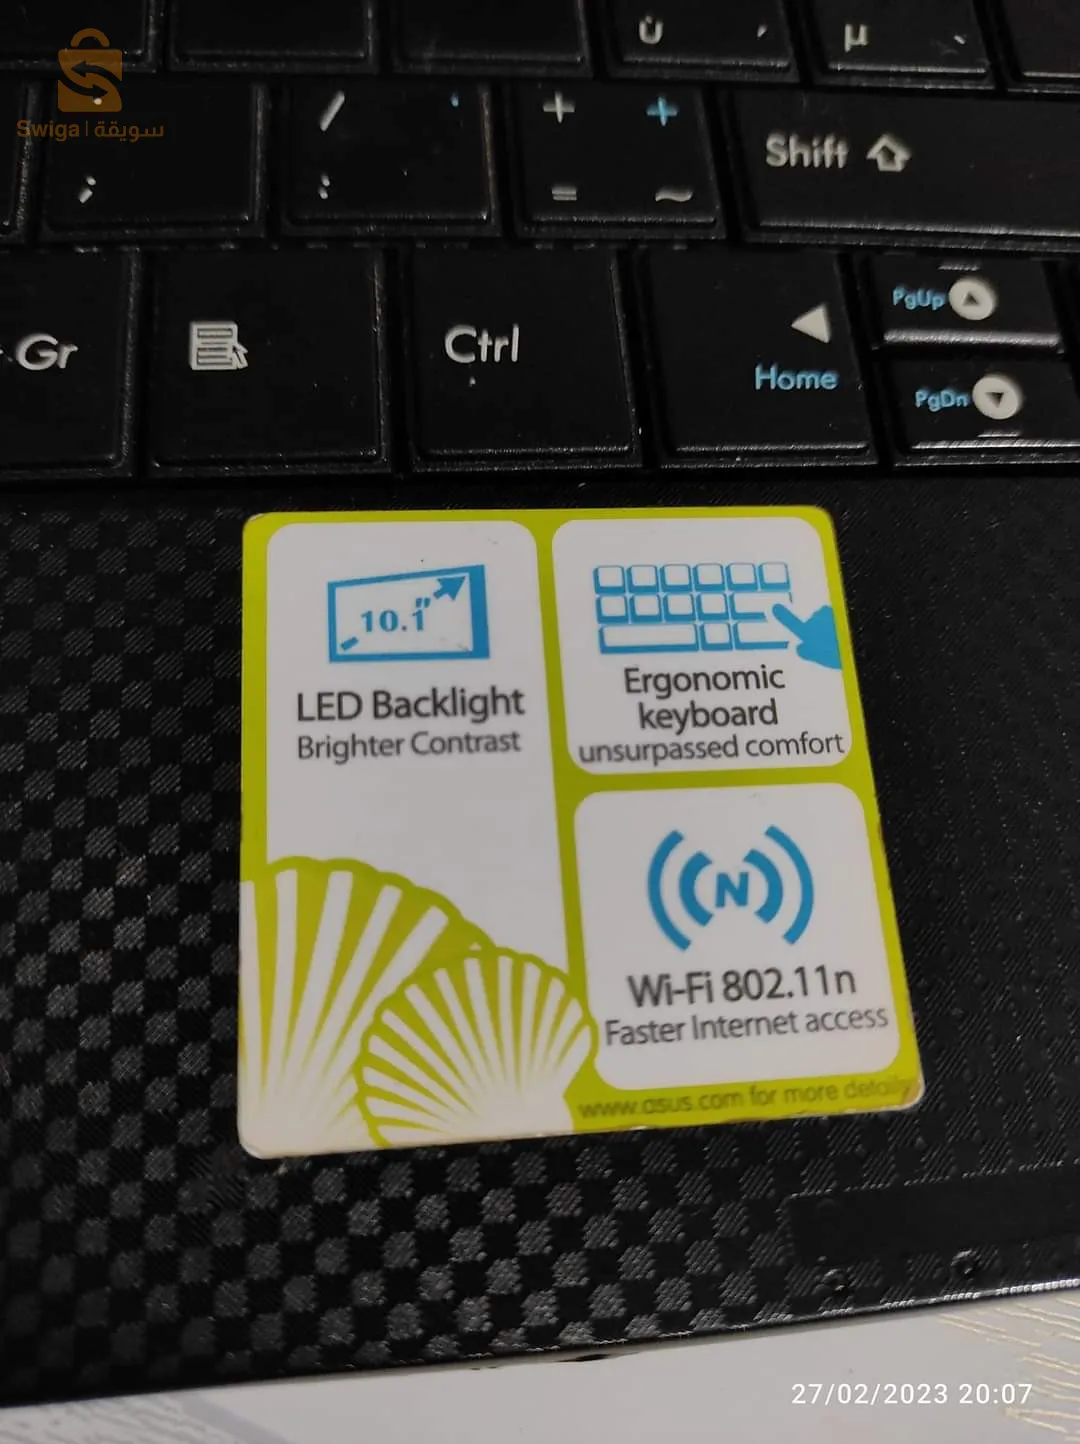 Swiga | سويقة
ù
µ
;
/
:
+ +
= ~
Shift
Gr
Ctrl
Home
PgUp
PgDn
10.1"
LED Backlight
Brighter Contrast
Ergonomic
keyboard
unsurpassed comfort
N
Wi-Fi 802.11n
Faster Internet access
www.asus.com for more details
27/02/2023 20:07